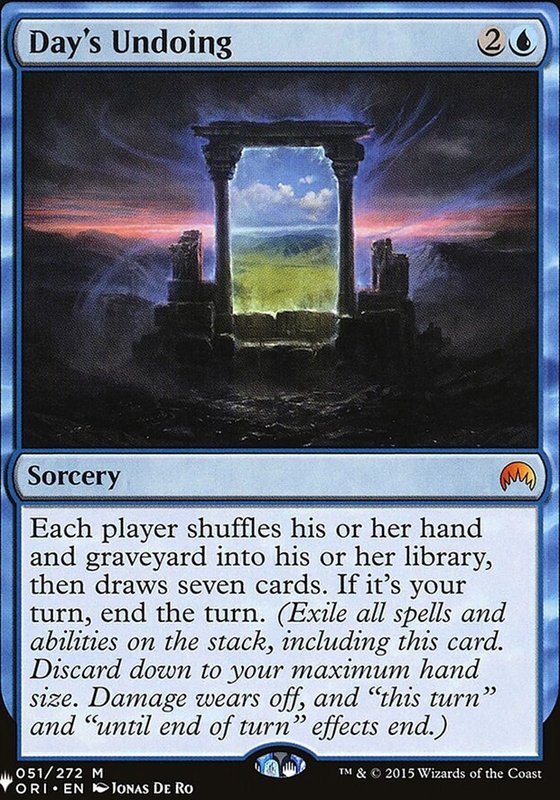 Day's Undoing 2
Sorcery
Each player shuffles his or her hand
and graveyard into his or her library,
then draws seven cards. If it's your
turn, end the turn. (Exile all spells and
abilities on the stack, including this card.
Discard down to your maximum hand
size. Damage wears off, and “this turn”
and “until end of turn” effects end.)
051/272 M
ORI • EN Jonas De Ro
™ & © 2015 Wizards of the Coast